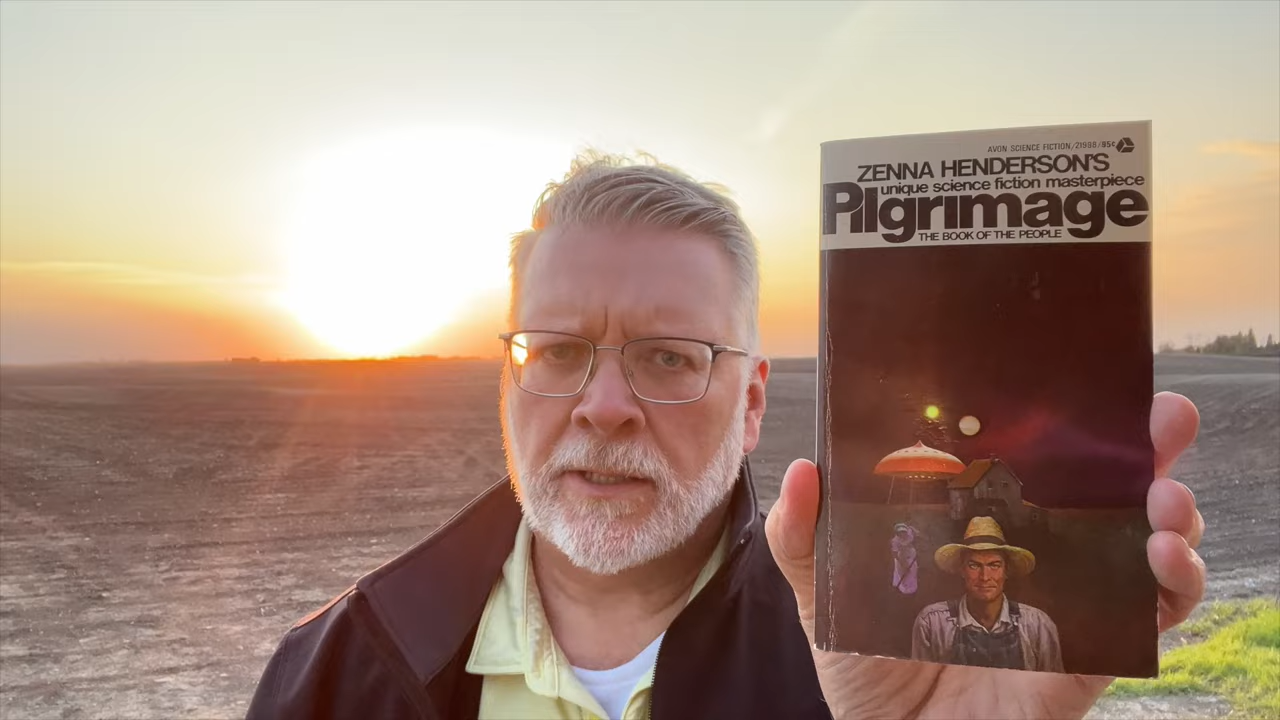 AVON SCIENCE FICTION/21998/95¢
ZENNA HENDERSON'S
unique science fiction masterpiece
Pilgrimage
THE BOOK OF THE PEOPLE